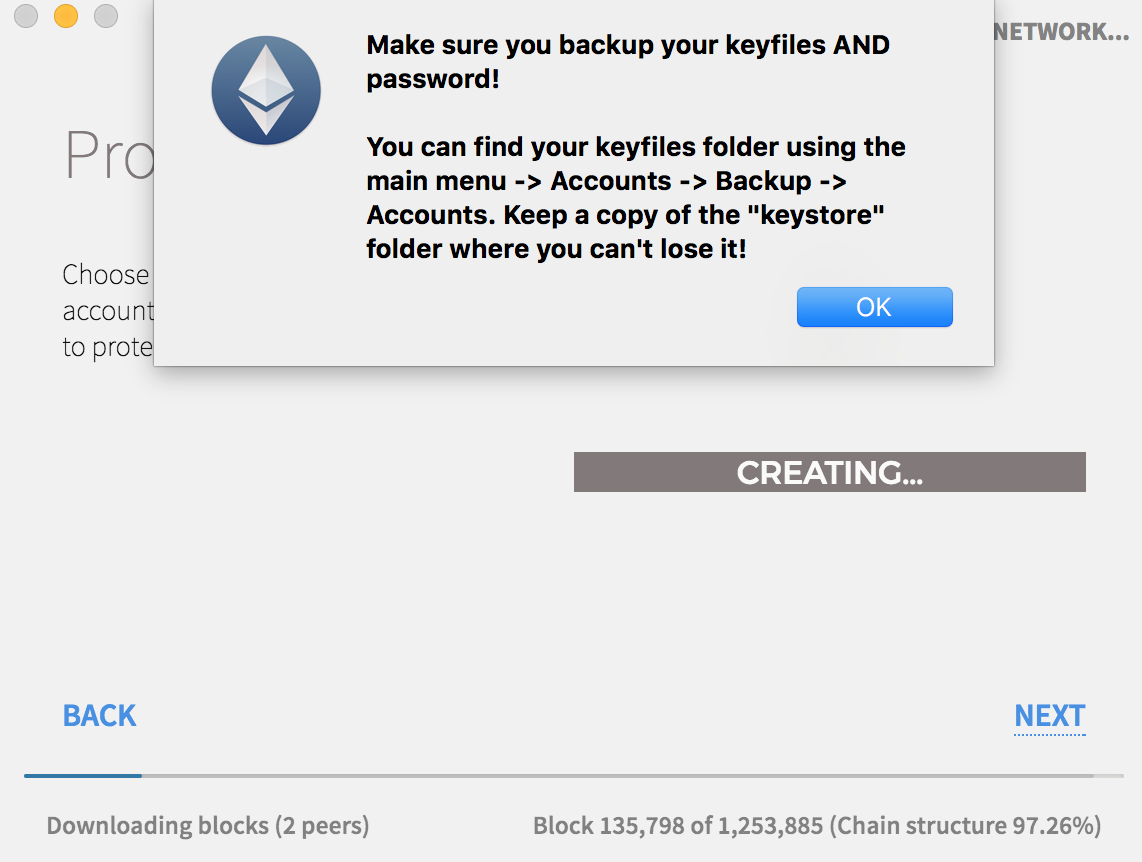 NETWORK...
Make sure you backup your keyfiles AND
password!
You can find your keyfiles folder using the
main menu -> Accounts -> Backup ->
Accounts. Keep a copy of the "keystore"
folder where you can't lose it!
OK
Pro
Choose
account
to prote
CREATING...
BACK
NEXT
Downloading blocks (2 peers)
Block 135,798 of 1,253,885 (Chain structure 97.26%)